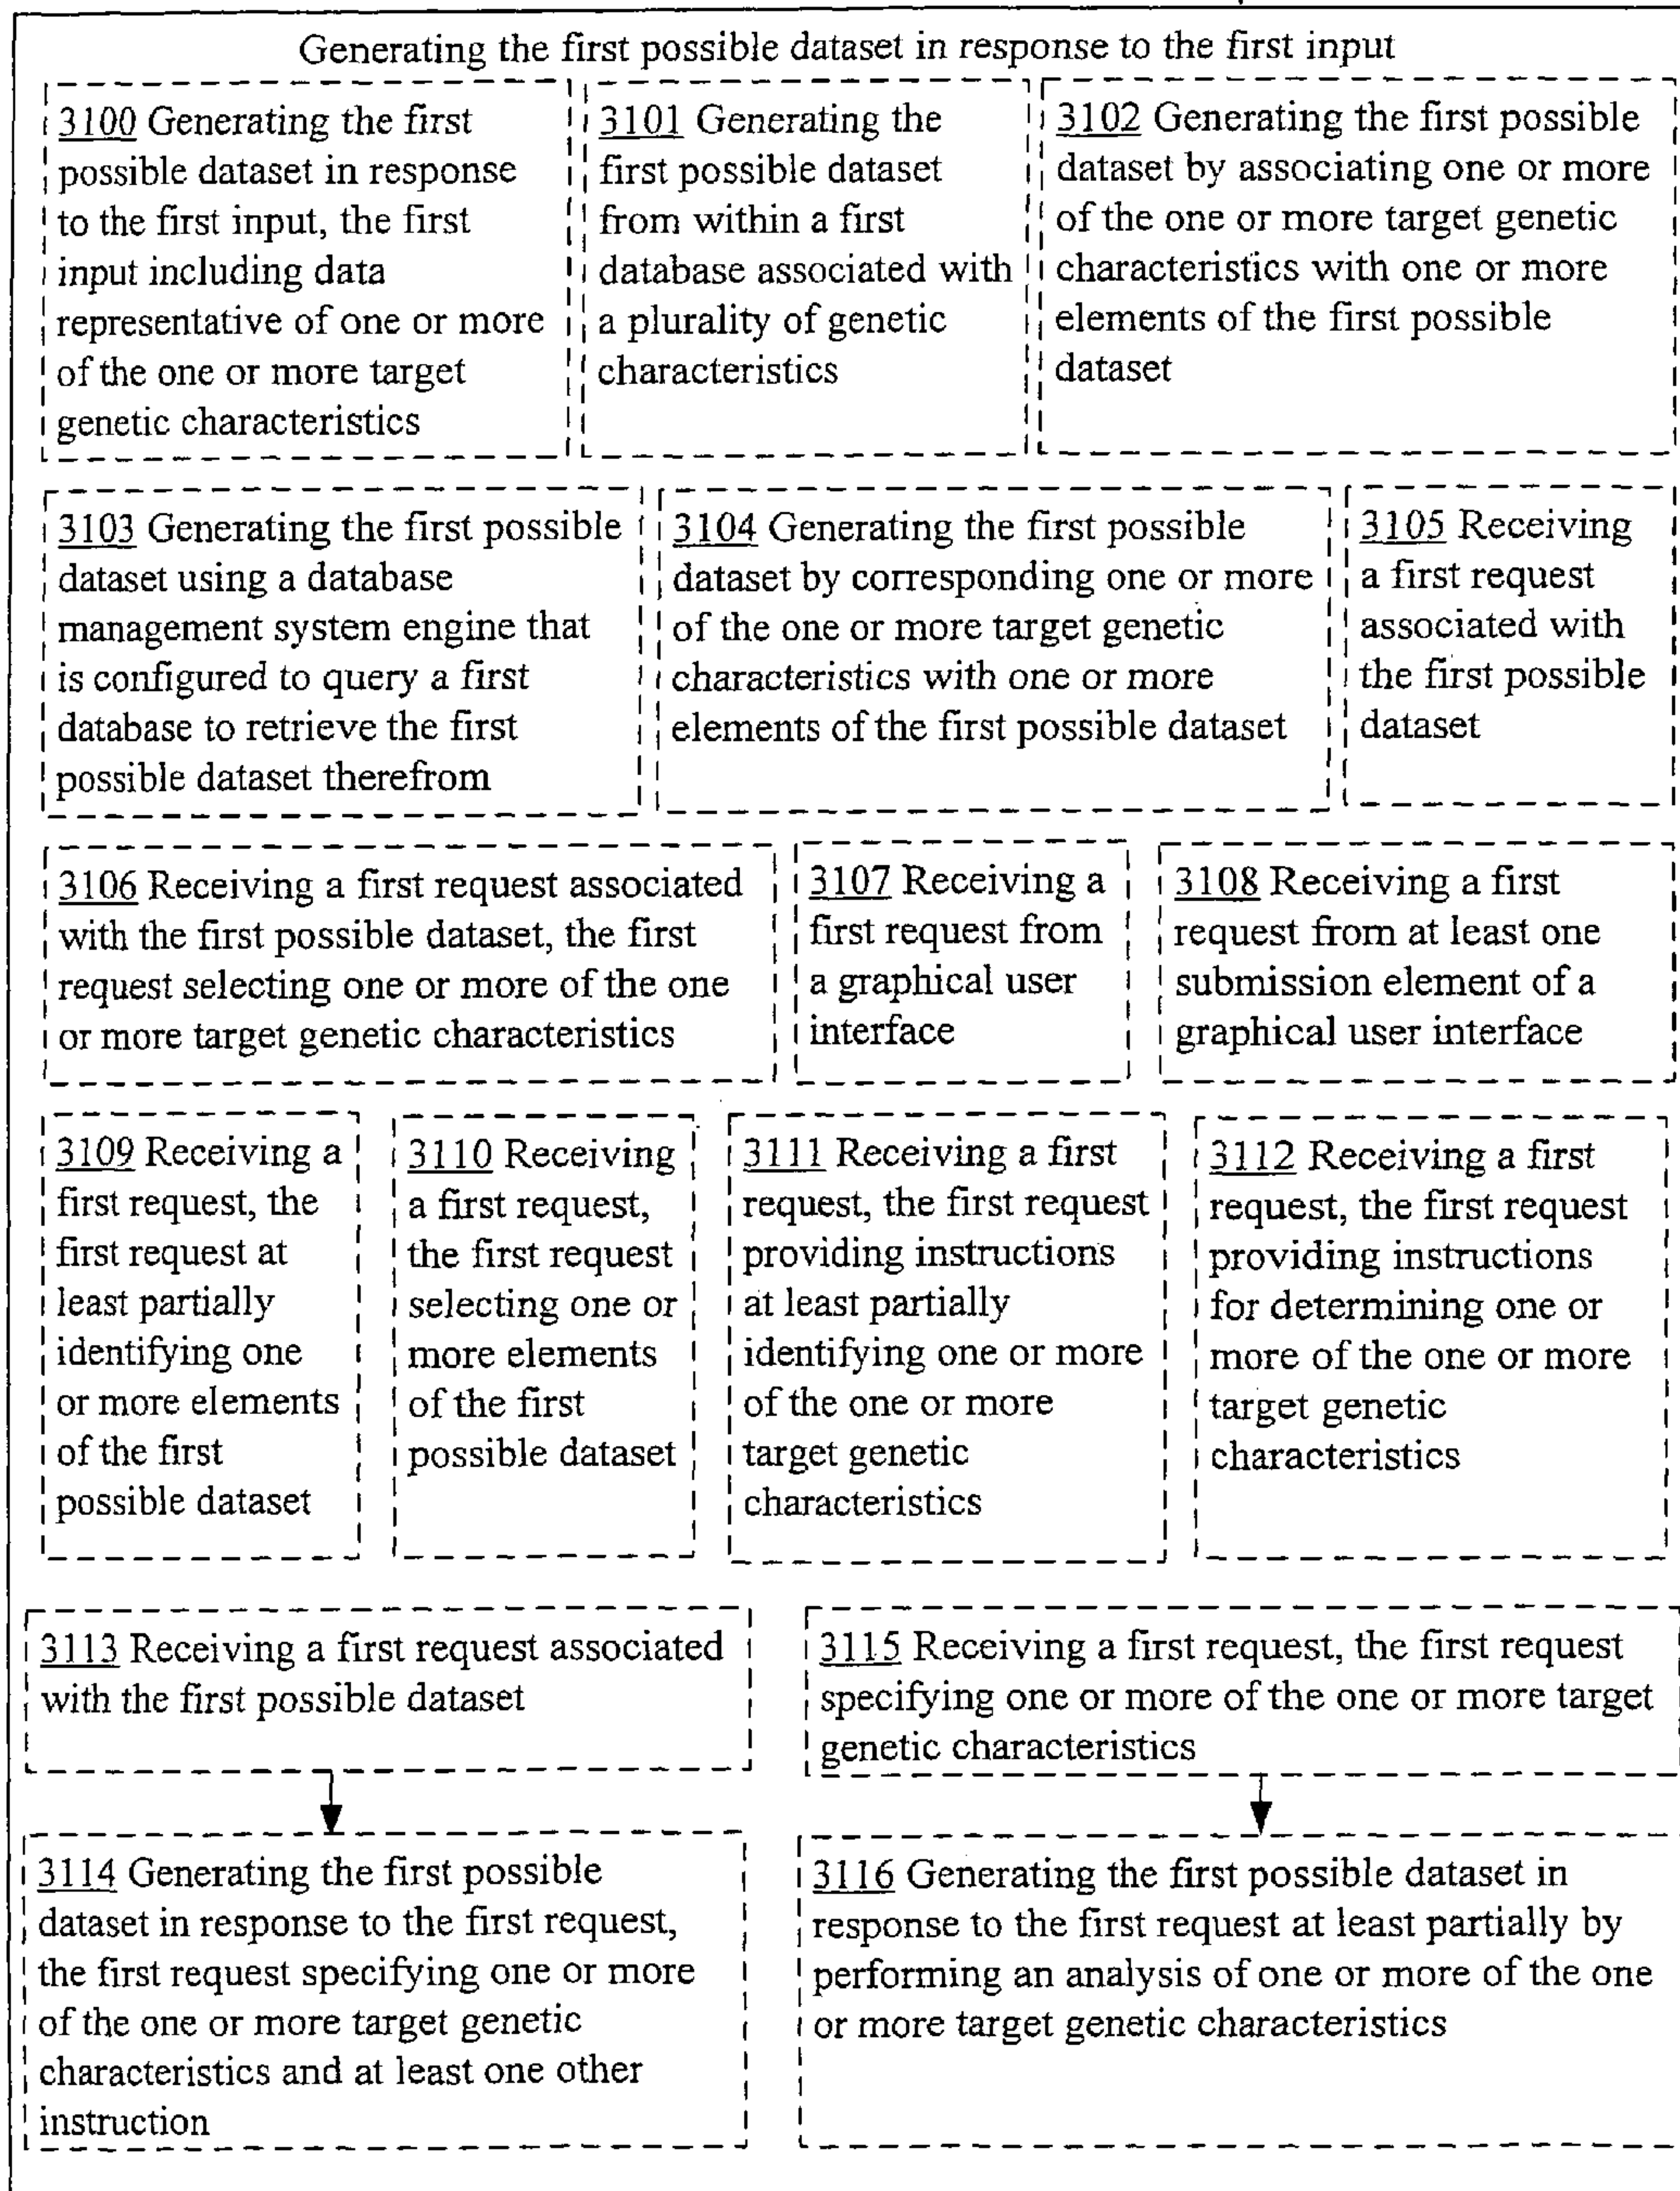 Generating the first possible dataset in response to the first input
3100 Generating the first
possible dataset in response
to the first input, the first
input including data
representative of one or more
of the one or more target
genetic characteristics
3101 Generating the
first possible dataset
from within a first
database associated with
a plurality of genetic
characteristics
3102 Generating the first possible
dataset by associating one or more
of the one or more target genetic
characteristics with one or more
elements of the first possible
dataset
3103 Generating the first possible
dataset using a database
management system engine that
is configured to query a first
database to retrieve the first
possible dataset therefrom
3104 Generating the first possible
dataset by corresponding one or more
of the one or more target genetic
characteristics with one or more
elements of the first possible dataset
3105 Receiving
a first request
associated with
the first possible
dataset
3106 Receiving a first request associated
with the first possible dataset, the first
request selecting one or more of the one
or more target genetic characteristics
3107 Receiving a
first request from
a graphical user
interface
3108 Receiving a first
request from at least one
submission element of a
graphical user interface
3109 Receiving a
first request, the
first request at
least partially
identifying one
or more elements
of the first
possible dataset
3110 Receiving
a first request,
the first request
selecting one or
more elements
of the first
possible dataset
3111 Receiving a first
request, the first request
providing instructions
at least partially
identifying one or more
of the one or more
target genetic
characteristics
3112 Receiving a first
request, the first request
providing instructions
for determining one or
more of the one or more
target genetic
characteristics
3113 Receiving a first request associated
with the first possible dataset
3115 Receiving a first request, the first request
specifying one or more of the one or more target
genetic characteristics
3114 Generating the first possible
dataset in response to the first request,
the first request specifying one or more
of the one or more target genetic
characteristics and at least one other
instruction
3116 Generating the first possible dataset in
response to the first request at least partially by
performing an analysis of one or more of the one
or more target genetic characteristics